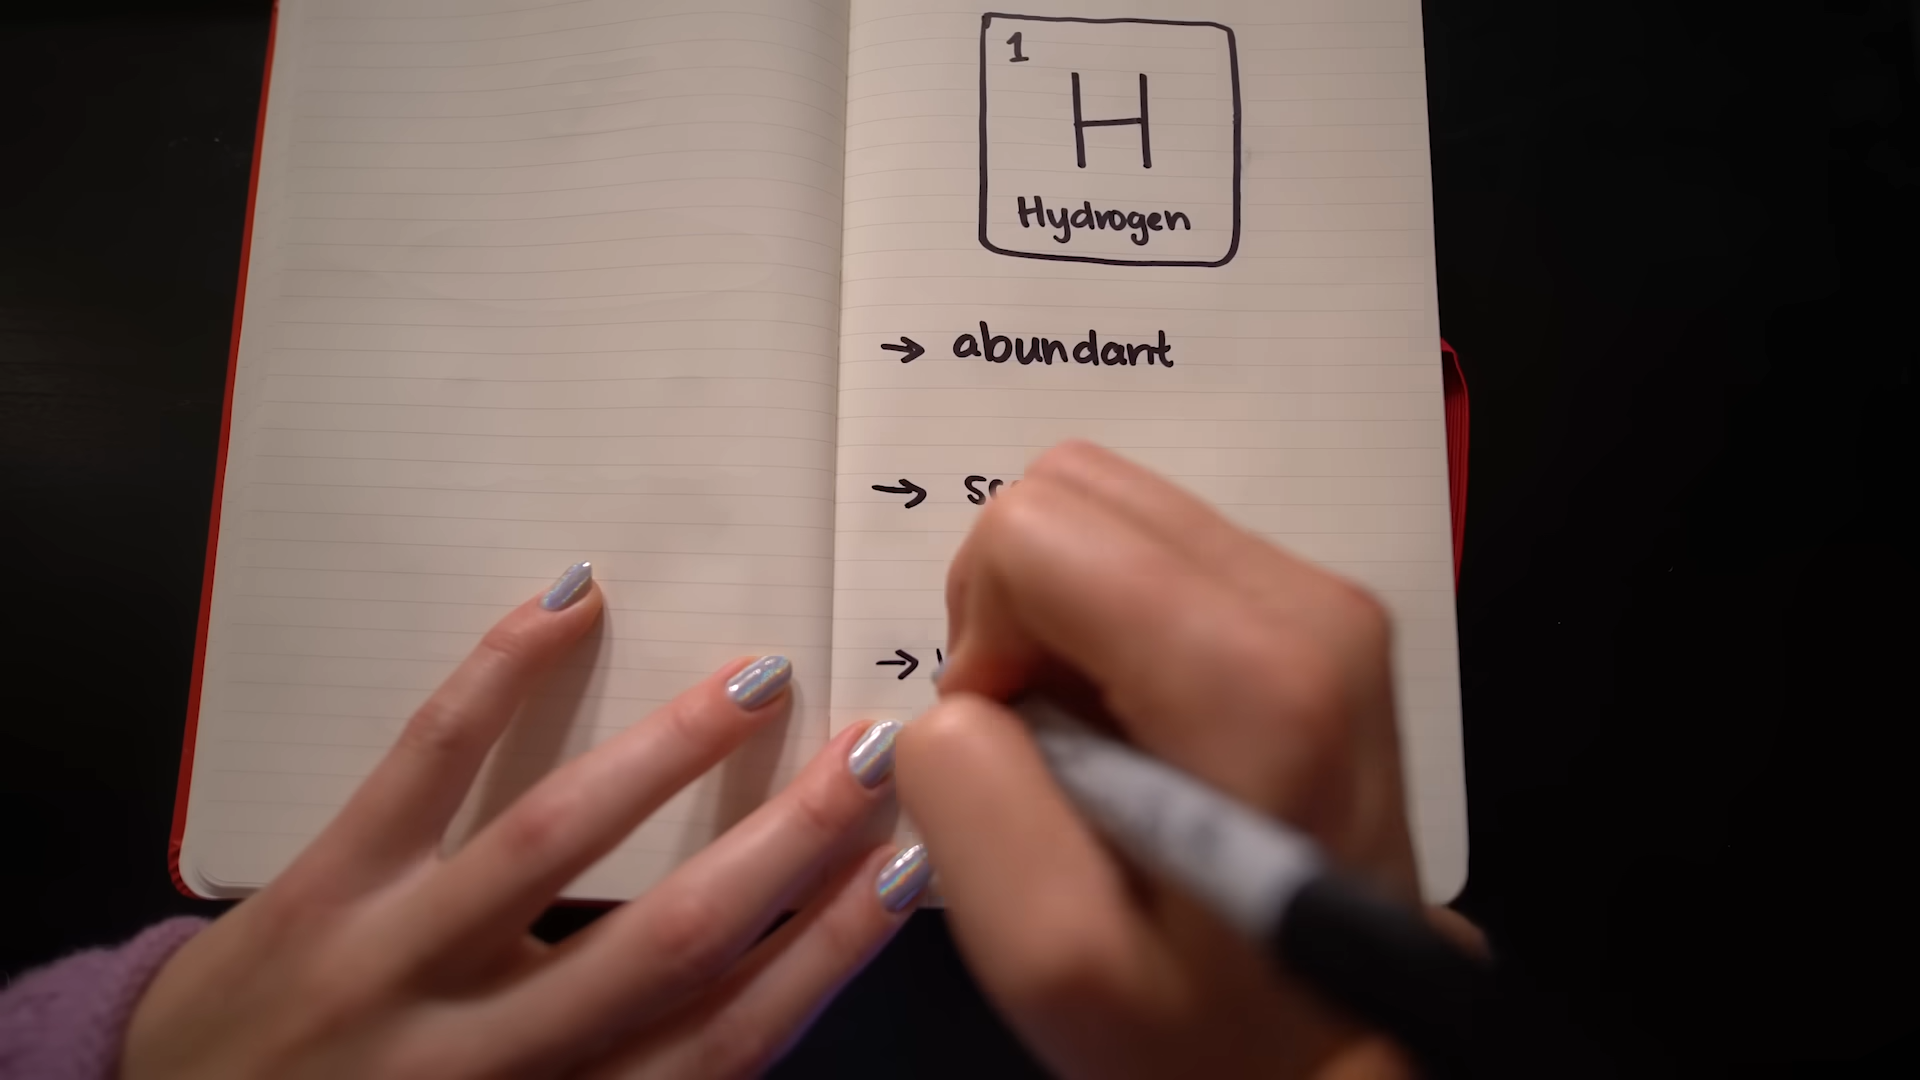 1
H
Hydrogen
→ abundant
→
→